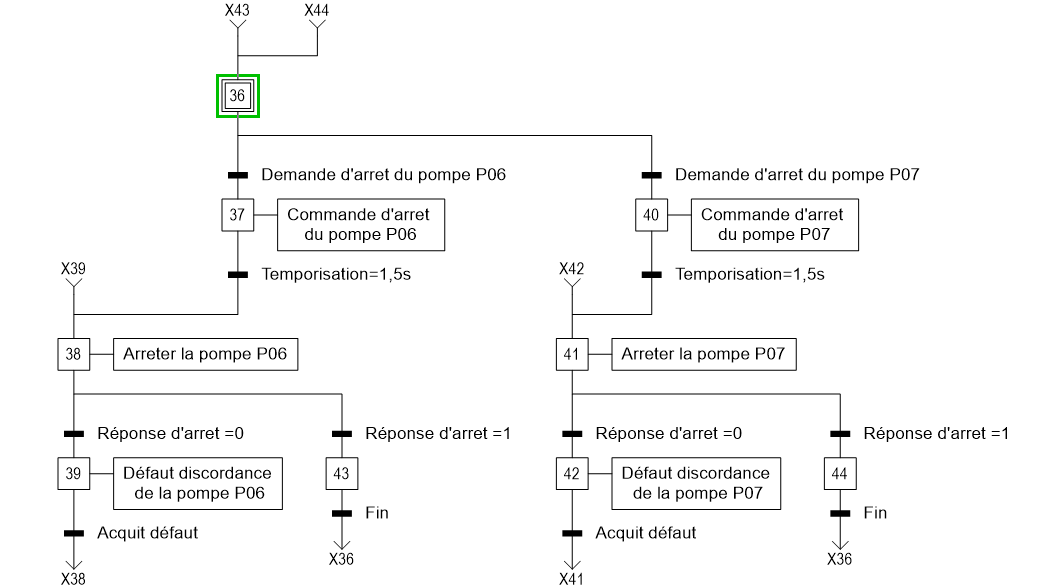 X43 X44
36
Demande d'arret du pompe P06 Demande d'arret du pompe P07
37 Commande d'arret
du pompe P06
40 Commande d'arret
du pompe P07
X39 Temporisation=1,5s X42 Temporisation=1,5s
38 Arreter la pompe P06 41 Arreter la pompe P07
Réponse d'arret =0 Réponse d'arret =1 Réponse d'arret =0 Réponse d'arret =1
39 Défaut discordance
de la pompe P06
43
42 Défaut discordance
de la pompe P07
44
Fin Fin
Acquit défaut Acquit défaut
X36 X36
X38 X41